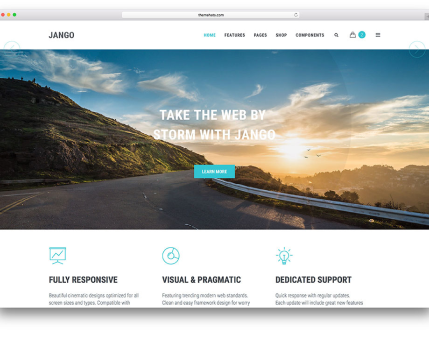 themehats.com
JANGO
HOME FEATURES PAGES SHOP COMPONENTS
TAKE THE WEB BY
STORM WITH JANGO
LEARN MORE
FULLY RESPONSIVE VISUAL & PRAGMATIC DEDICATED SUPPORT
Beautiful cinematic designs optimized for all Featuring trending modern web standards. Quick response with regular updates.
screen sizes and types. Compatible with Clean and easy framework design for worry Each update will include great new features